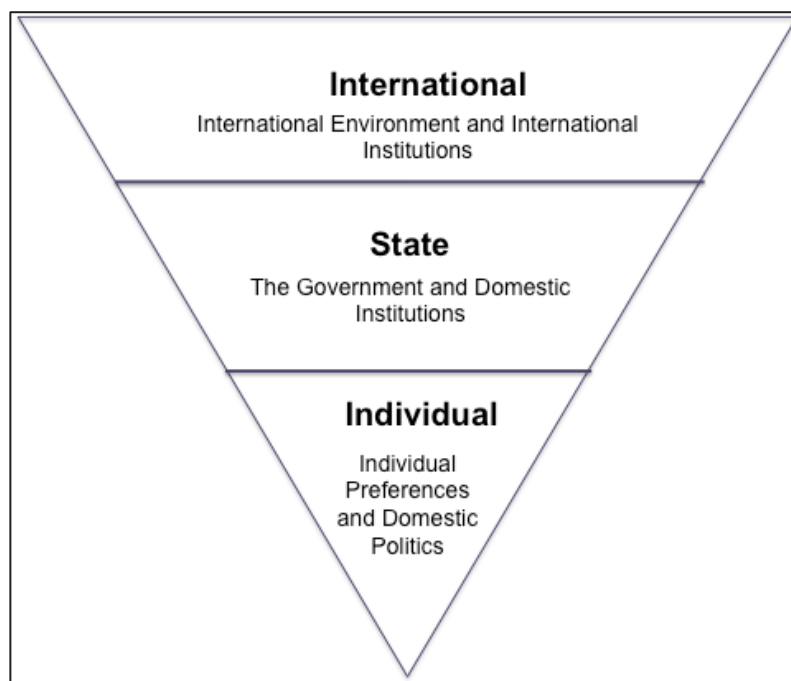 International
International Environment and International
Institutions
State
The Government and Domestic
Institutions
Individual
Individual
Preferences
and Domestic
Politics